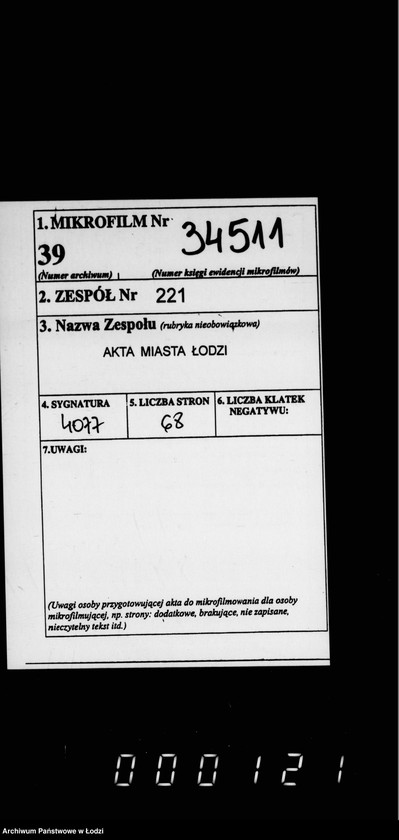 1. MIKROFILM Nr 34511
39
(Numer archiwum) (Numer księgi ewidencji mikrofilmów)
2. ZESPÓŁ Nr 221
3. Nazwa Zespołu (rubryka nieobowiązkowa)
AKTA MIASTA ŁODZI
4. SYGNATURA 5. LICZBA STRON 6. LICZBA KLATEK
NEGATYWU:
4077 68
7.UWAGI:
(Uwagi osoby przygotowującej akta do mikrofilmowania dla osoby
mikrofilmującej, np. strony: dodatkowe, brakujące, nie zapisane,
nieczytelny tekst itd.)
000121
Archiwum Państwowe w Łodzi